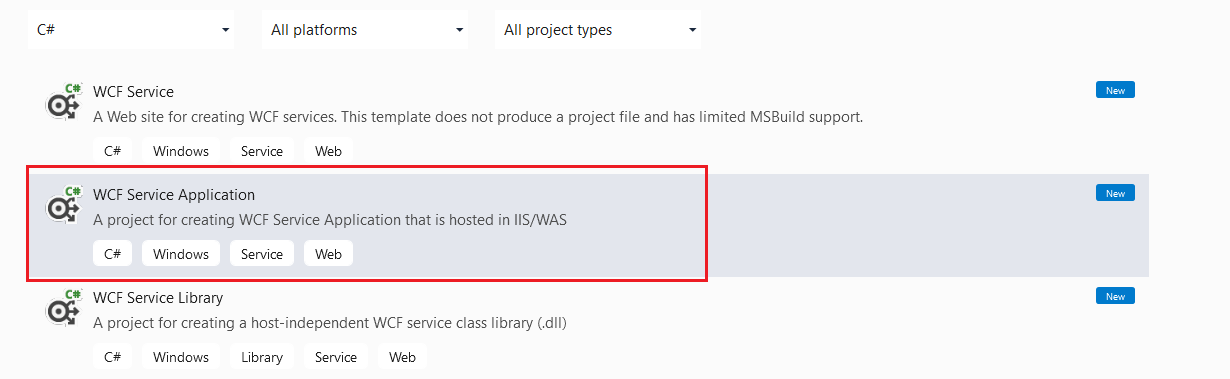 C# All platforms All project types
C#
WCF Service New
A Web site for creating WCF services. This template does not produce a project file and has limited MSBuild support.
C# Windows Service Web
C#
WCF Service Application New
A project for creating WCF Service Application that is hosted in IIS/WAS
C# Windows Service Web
C#
WCF Service Library New
A project for creating a host-independent WCF service class library (.dll)
C# Windows Library Service Web